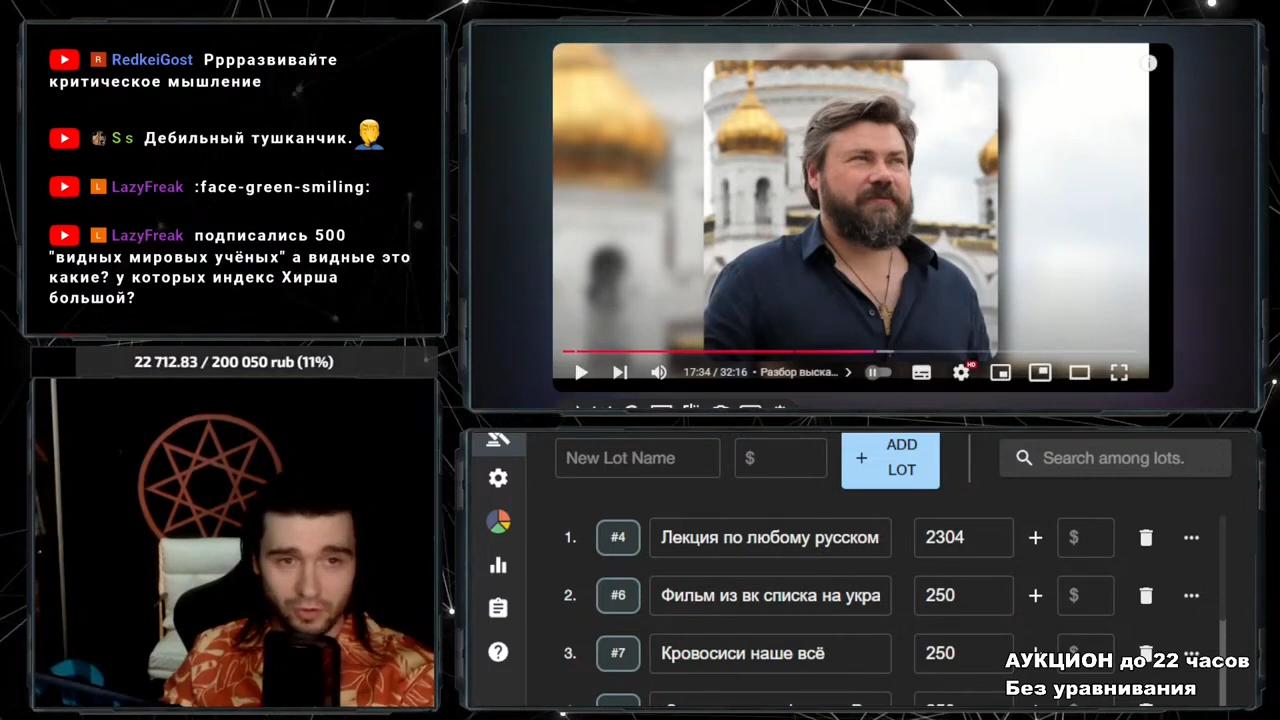 RedkeiGost Рррразвивайте
критическое мышление
S s Дебильный тушканчик.
LazyFreak :face-green-smiling:
LazyFreak подписались 500
"видных мировых учёных" а видные это
какие? у которых индекс Хирша
большой?
22 712.83 / 200 050 rub (11%)
17:34 / 32:16 • Разбор выска...
HD
New Lot Name
$
+ ADD
LOT
Search among lots.
1. #4 Лекция по любому русском 2304 + $
2. #6 Фильм из вк списка на укра 250 + $
3. #7 Кровосиси наше всё 250
АУКЦИОН до 22 часов
Без уравнивания